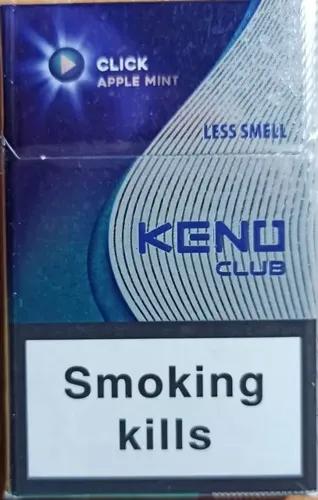 CLICK
APPLE MINT
LESS SMELL
KENO
CLUB
Smoking
kills